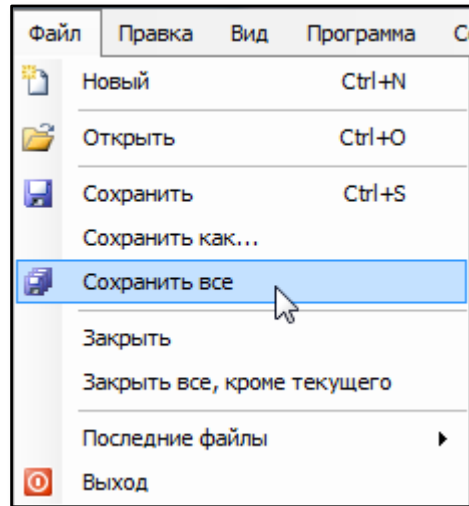 Файл Правка Вид Программа
Новый Ctrl+N
Открыть Ctrl+O
Сохранить Ctrl+S
Сохранить как...
Сохранить все
Закрыть
Закрыть все, кроме текущего
Последние файлы
Выход